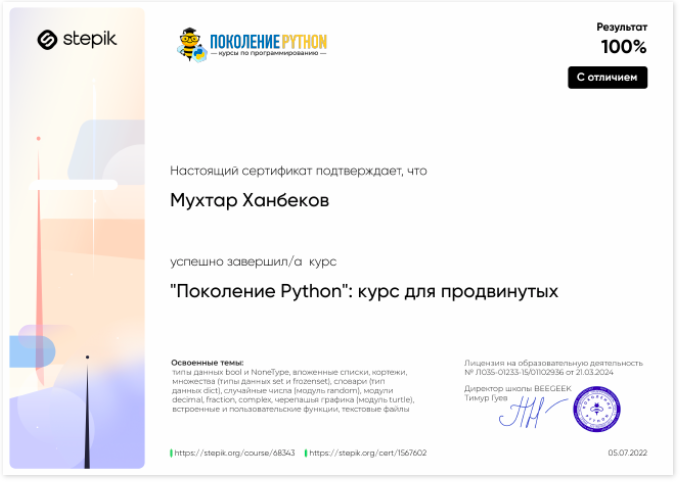 stepik
ПОКОЛЕНИЕ PYTHON
— курсы по программированию —
Результат
100%
С отличием
Настоящий сертификат подтверждает, что
Мухтар Ханбеков
успешно завершил/а курс
"Поколение Python": курс для продвинутых
Освоенные темы:
типы данных bool и NoneType, вложенные списки, кортежи,
множества (типы данных set и frozenset), словари (тип
данных dict), случайные числа (модуль random), модули
decimal, fraction, complex, черепашья графика (модуль turtle),
встроенные и пользовательские функции, текстовые файлы
Лицензия на образовательную деятельность
№ Л035-01233-15/01102936 от 21.03.2024
Директор школы BEEGEEK
Тимур Гуев
https://stepik.org/course/68343
https://stepik.org/cert/1567602
05.07.2022